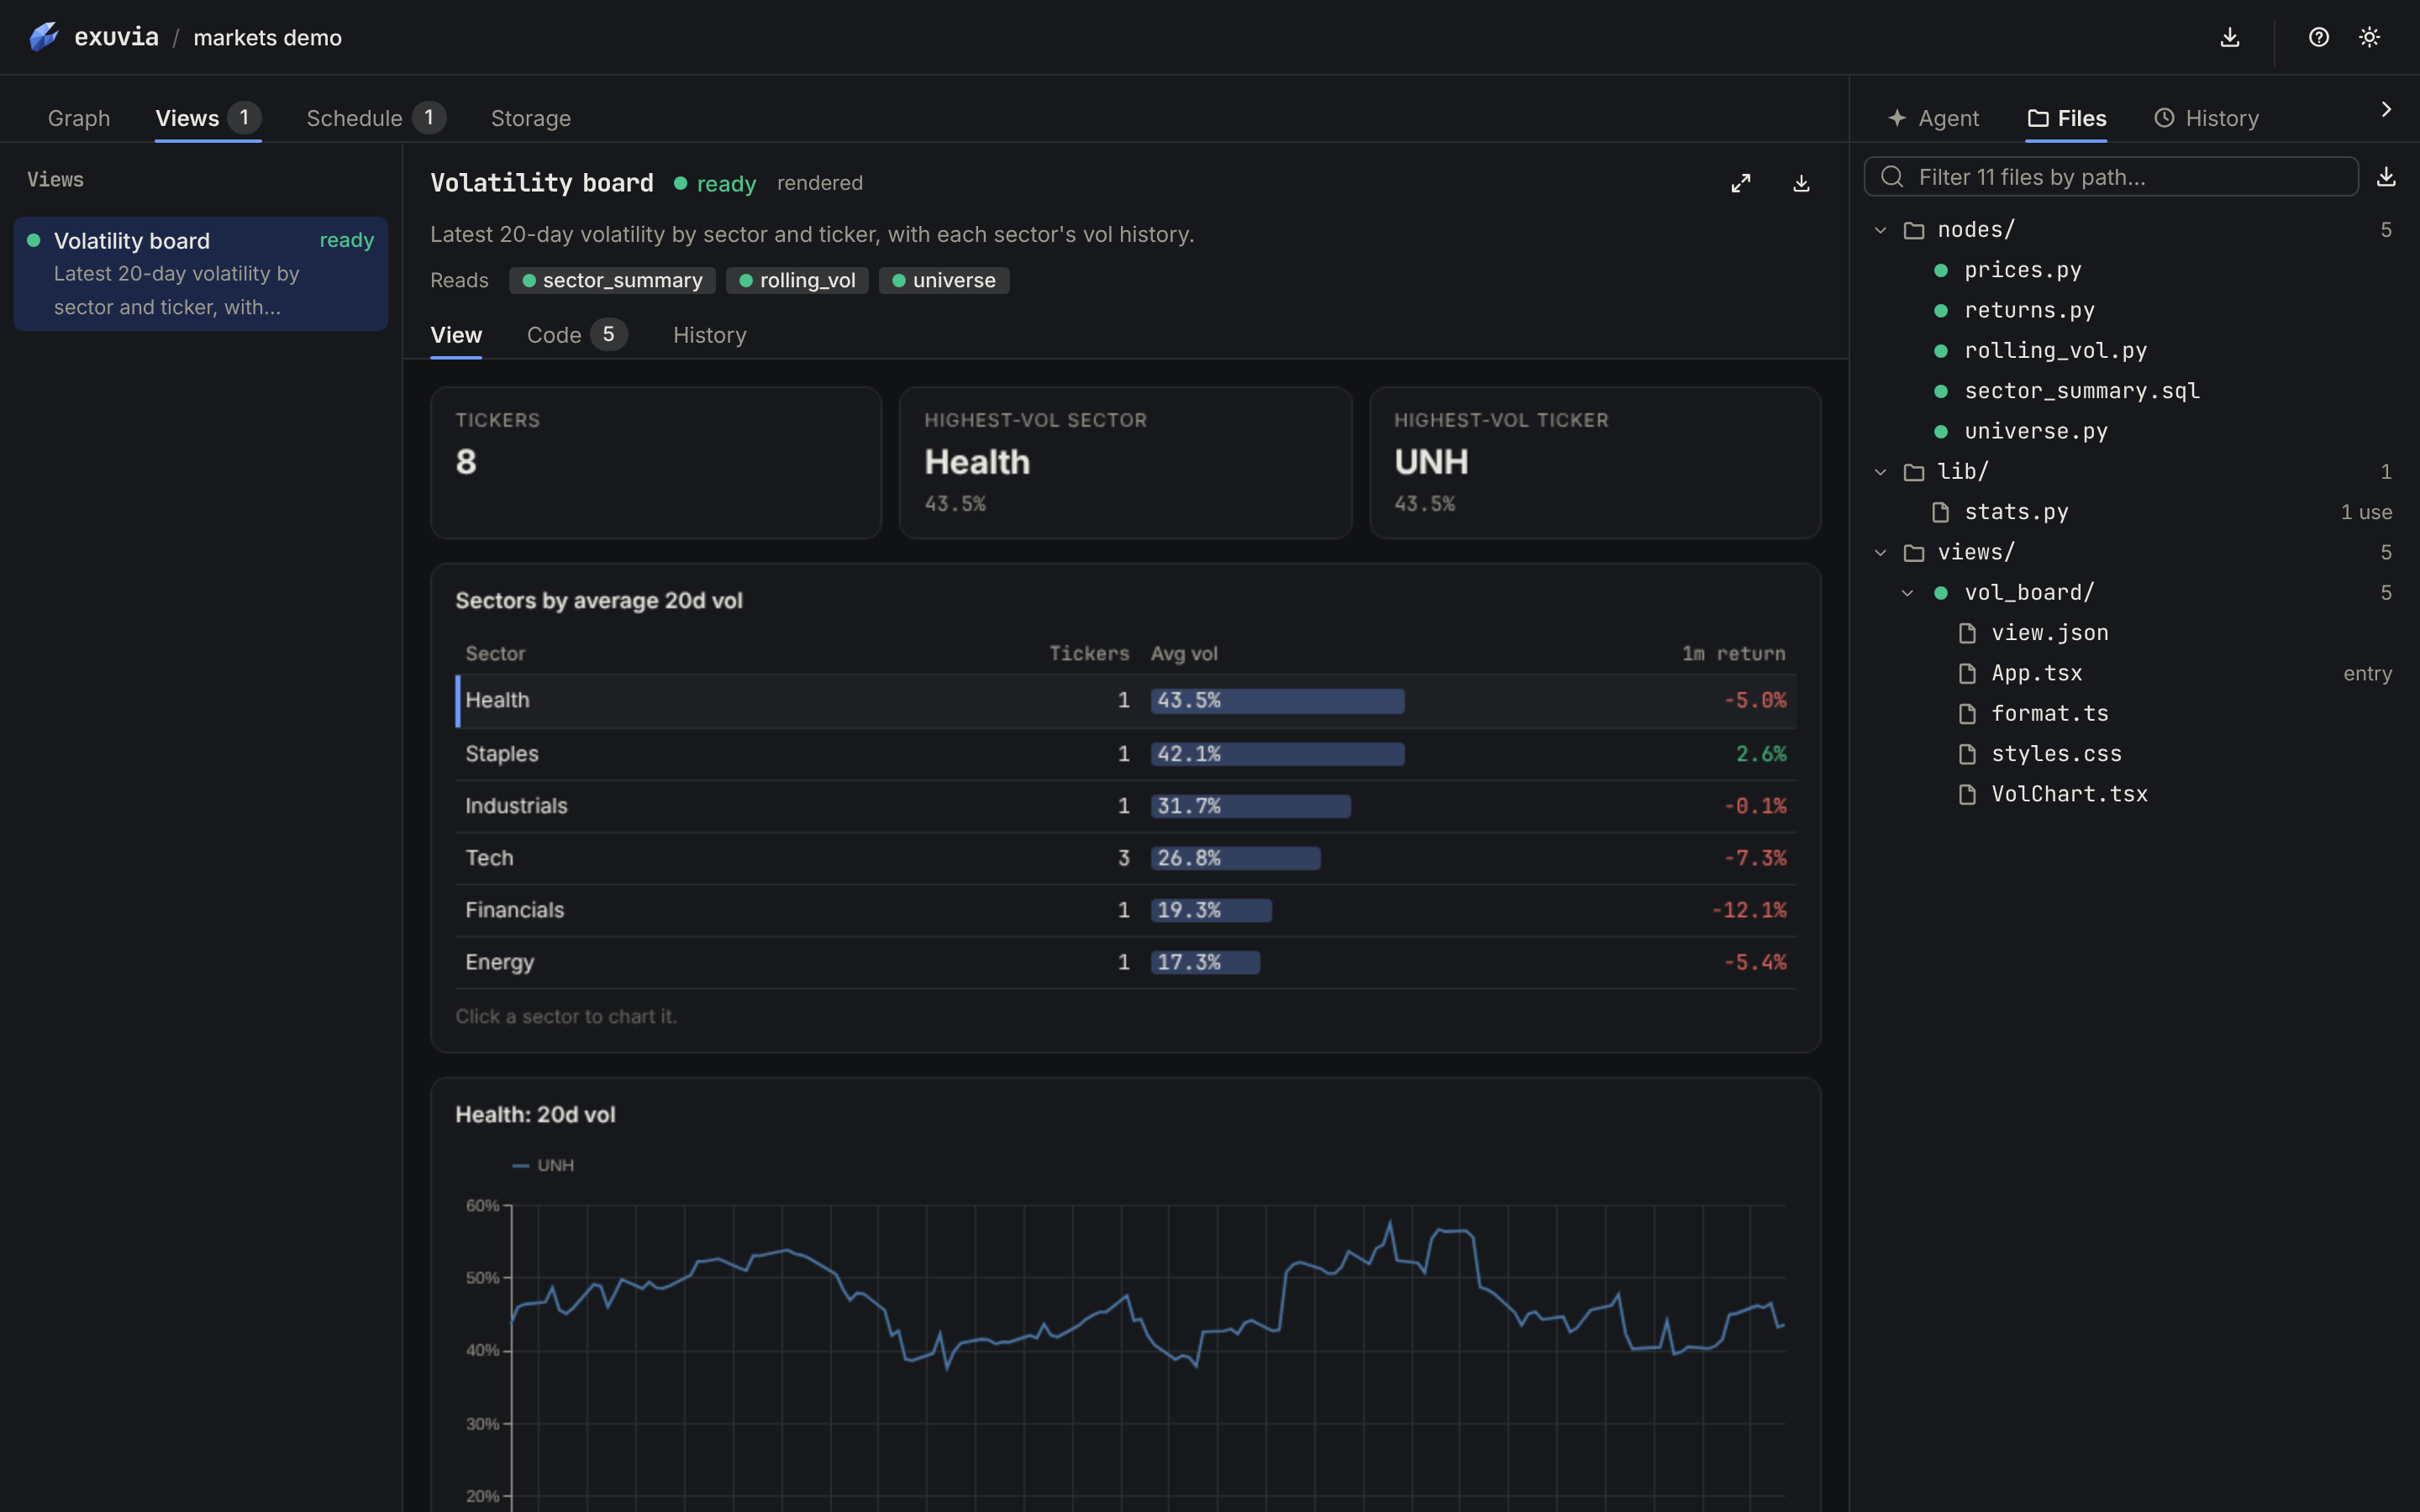 exuvia / markets demo
Graph Views 1 Schedule 1 Storage
Views
Volatility board ready
Latest 20-day volatility by
sector and ticker, with...
Volatility board ready rendered
Latest 20-day volatility by sector and ticker, with each sector's vol history.
Reads sector_summary rolling_vol universe
View Code 5 History
TICKERS
8
HIGHEST-VOL SECTOR
Health
43.5%
HIGHEST-VOL TICKER
UNH
43.5%
Sectors by average 20d vol
Sector Tickers Avg vol 1m return
Health 1 43.5% -5.0%
Staples 1 42.1% 2.6%
Industrials 1 31.7% -0.1%
Tech 3 26.8% -7.3%
Financials 1 19.3% -12.1%
Energy 1 17.3% -5.4%
Click a sector to chart it.
Health: 20d vol
UNH
60%
50%
40%
30%
20%
Agent Files History
Filter 11 files by path...
nodes/ 5
prices.py
returns.py
rolling_vol.py
sector_summary.sql
universe.py
lib/ 1
stats.py 1 use
views/ 5
vol_board/ 5
view.json
App.tsx entry
format.ts
styles.css
VolChart.tsx